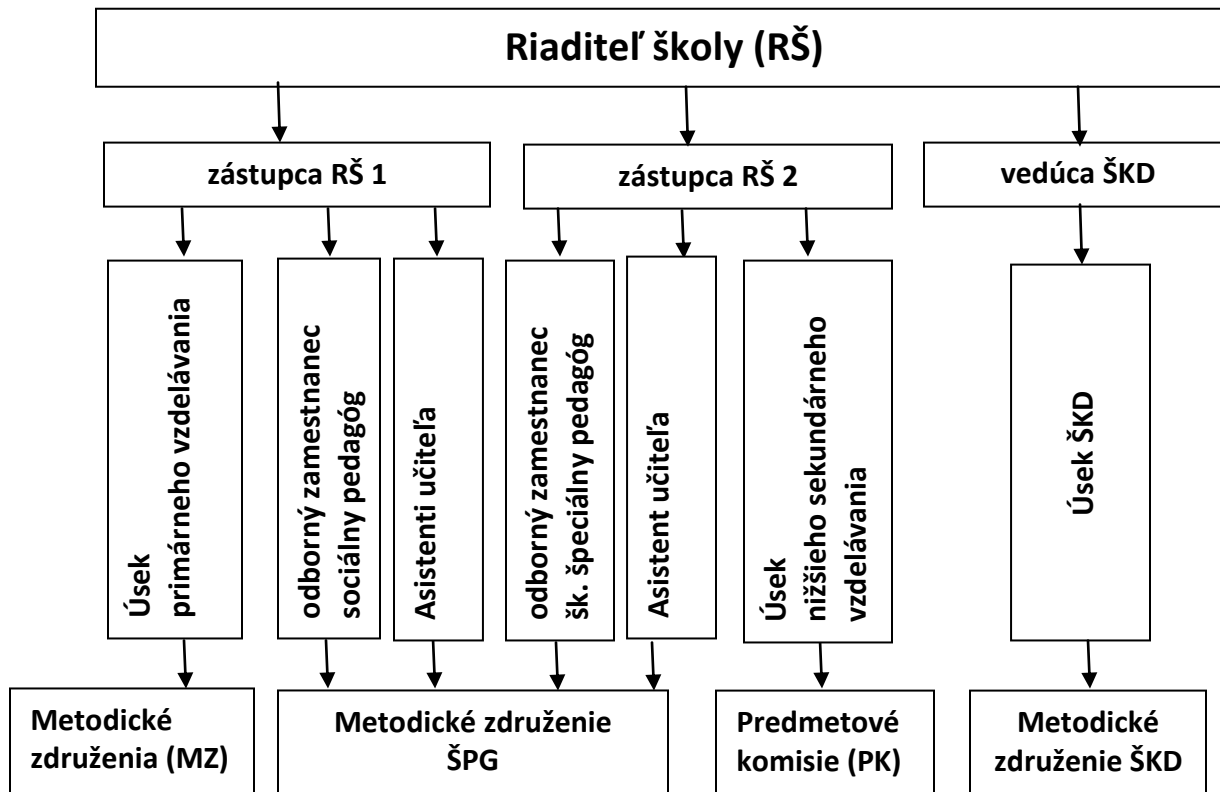 Riaditeľ školy (RŠ)
zástupca RŠ 1
zástupca RŠ 2
vedúca ŠKD
Úsek
primárneho vzdelávania
odborný zamestnanec
sociálny pedagóg
Asistenti učiteľa
odborný zamestnanec
šk. špeciálny pedagóg
Asistent učiteľa
Úsek
nižšieho sekundárneho
vzdelávania
Úsek ŠKD
Metodické
združenia (MZ)
Metodické združenie
ŠPG
Predmetové
komisie (PK)
Metodické
združenie ŠKD